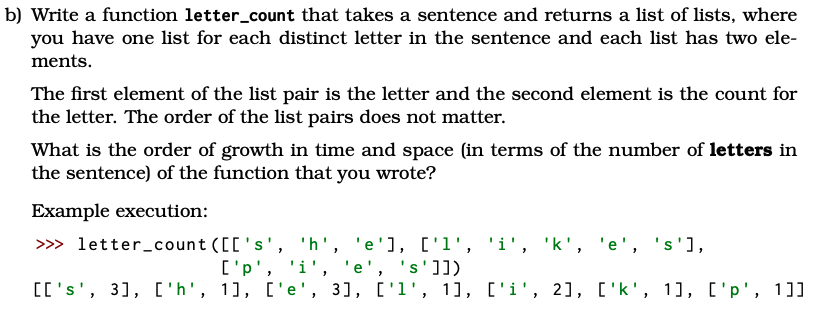 b) Write a function letter_count that takes a sentence and returns a list of lists, where
you have one list for each distinct letter in the sentence and each list has two ele-
ments.
The first element of the list pair is the letter and the second element is the count for
the letter. The order of the list pairs does not matter.
What is the order of growth in time and space (in terms of the number of letters in
the sentence) of the function that you wrote?
Example execution:
>>> letter_count([['s', 'h', 'e'], ['l', 'i', 'k', 'e', 's'],
['p', 'i', 'e', 's']])
[['s', 3], ['h', 1], ['e', 3], ['l', 1], ['i', 2], ['k', 1], ['p', 1]]